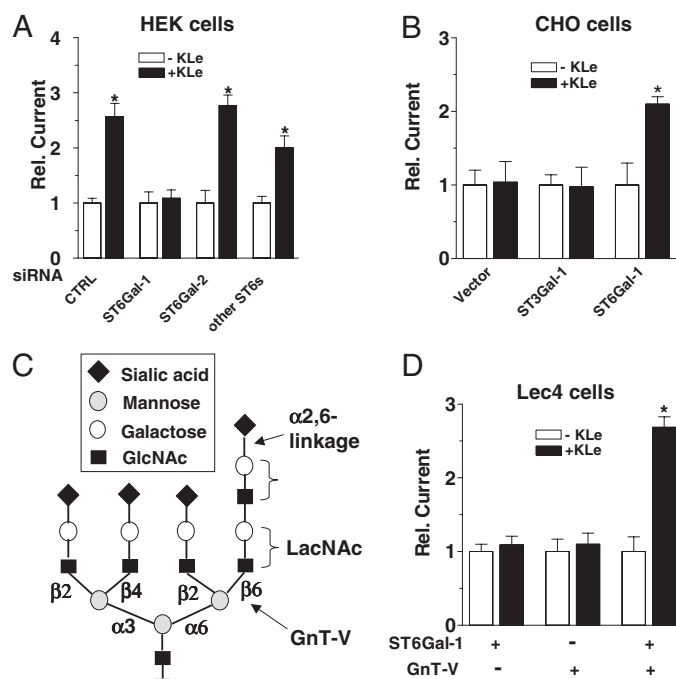 A
HEK cells
Rel. Current
4
3
2
1
0
- KLe
+KLe
*
*
*
siRNA
CTRL
ST6Gal-1
ST6Gal-2
other ST6s
B
CHO cells
Rel. Current
3
2
1
0
- KLe
+KLe
*
Vector
ST3Gal-1
ST6Gal-1
C
Sialic acid
Mannose
Galactose
GlcNAc
α2,6-
linkage
LacNAc
β2
β4
β2
β6
α3
α6
GnT-V
D
Lec4 cells
Rel. Current
3
2
1
0
- KLe
+KLe
*
ST6Gal-1 + - +
GnT-V - + +